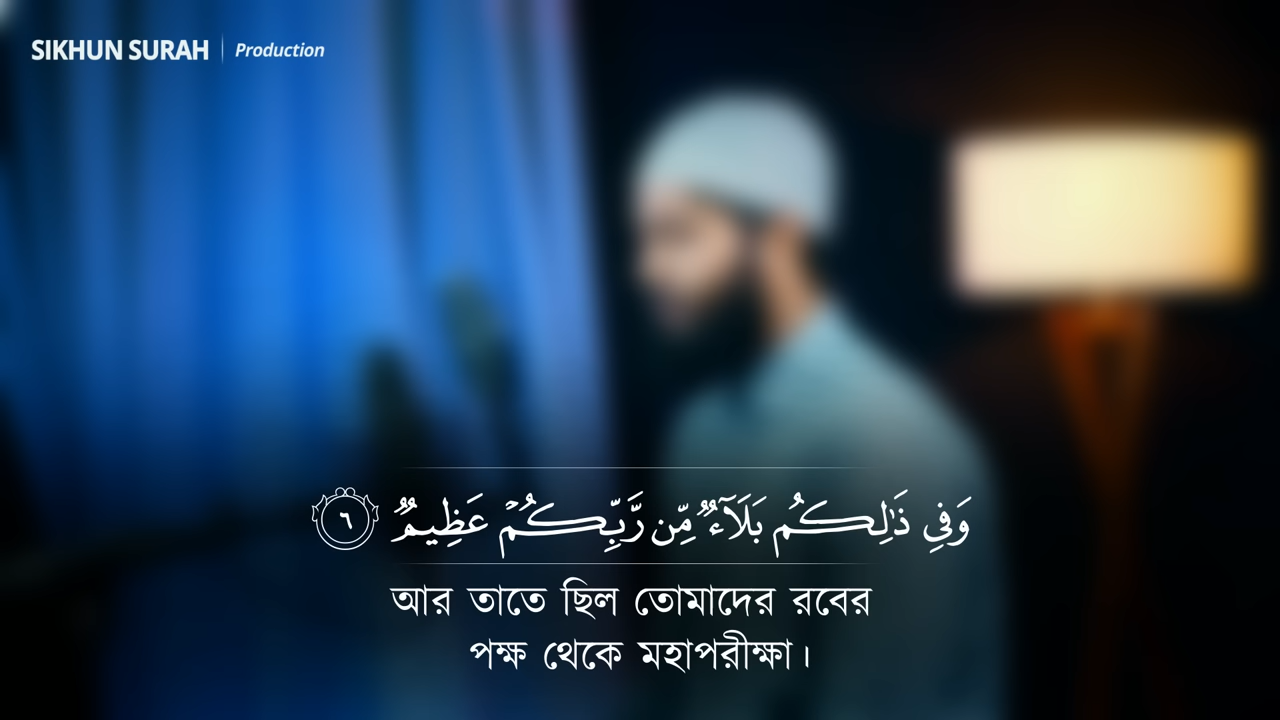 SIKHUN SURAH | Production
وَفِي ذَٰلِكُم بَلَآءٌ مِّن رَّبِّكُمْ عَظِيمٌ ٦
আর তাতে ছিল তোমাদের রবের
পক্ষ থেকে মহাপরীক্ষা।